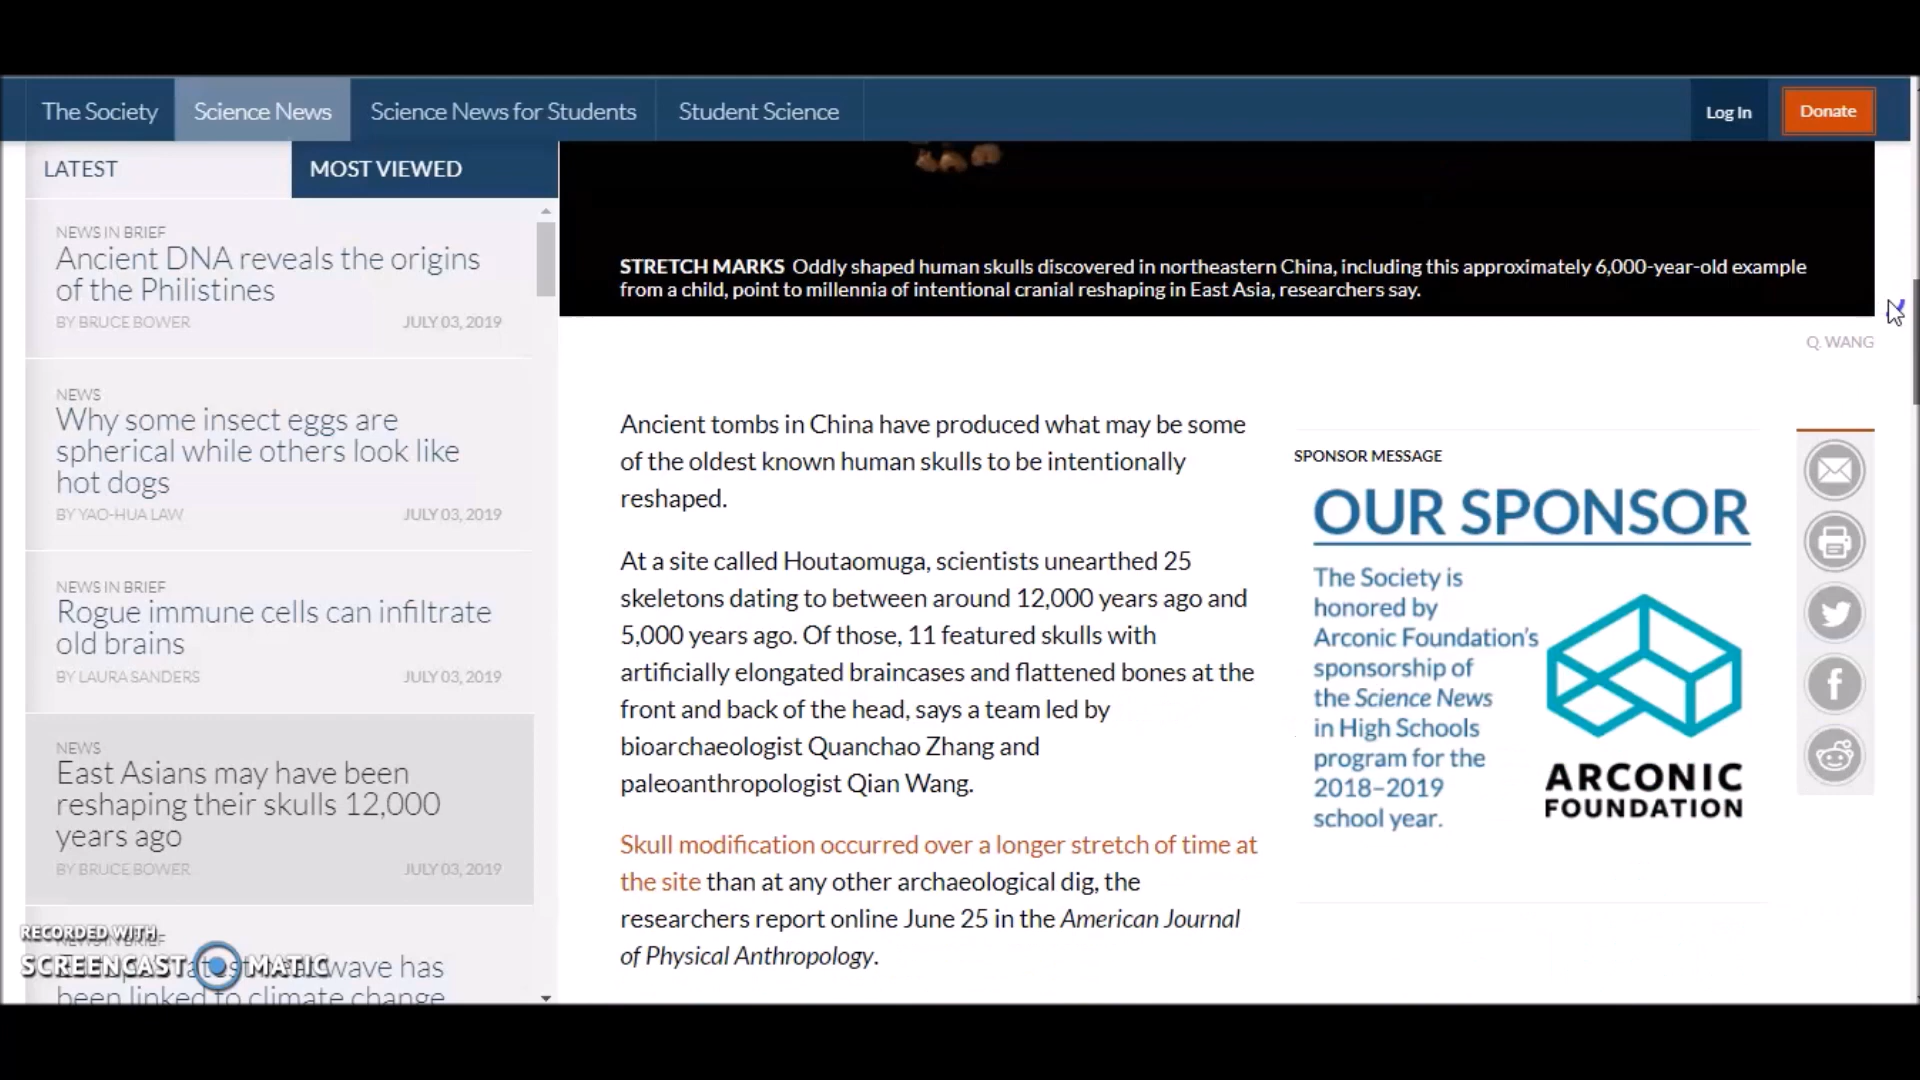 The Society
Science News
Science News for Students
Student Science
Log In
Donate
LATEST
MOST VIEWED
NEWS IN BRIEF
Ancient DNA reveals the origins
of the Philistines
BY BRUCE BOWER
JULY 03, 2019
NEWS
Why some insect eggs are
spherical while others look like
hot dogs
BY YAO-HUA LAW
JULY 03, 2019
NEWS IN BRIEF
Rogue immune cells can infiltrate
old brains
BY LAURA SANDERS
JULY 03, 2019
NEWS
East Asians may have been
reshaping their skulls 12,000
years ago
BY BRUCE BOWER
JULY 03, 2019
NEWS IN BRIEF
wave has
been linked to climate change
RECORDED WITH
SCREENCAST MATIC
STRETCH MARKS Oddly shaped human skulls discovered in northeastern China, including this approximately 6,000-year-old example
from a child, point to millennia of intentional cranial reshaping in East Asia, researchers say.
Q. WANG
Ancient tombs in China have produced what may be some
of the oldest known human skulls to be intentionally
reshaped.
At a site called Houtaomuga, scientists unearthed 25
skeletons dating to between around 12,000 years ago and
5,000 years ago. Of those, 11 featured skulls with
artificially elongated braincases and flattened bones at the
front and back of the head, says a team led by
bioarchaeologist Quanchao Zhang and
paleoanthropologist Qian Wang.
Skull modification occurred over a longer stretch of time at
the site than at any other archaeological dig, the
researchers report online June 25 in the American Journal
of Physical Anthropology.
SPONSOR MESSAGE
OUR SPONSOR
The Society is
honored by
Arconic Foundation's
sponsorship of
the Science News
in High Schools
program for the
2018–2019
school year.
ARCONIC
FOUNDATION